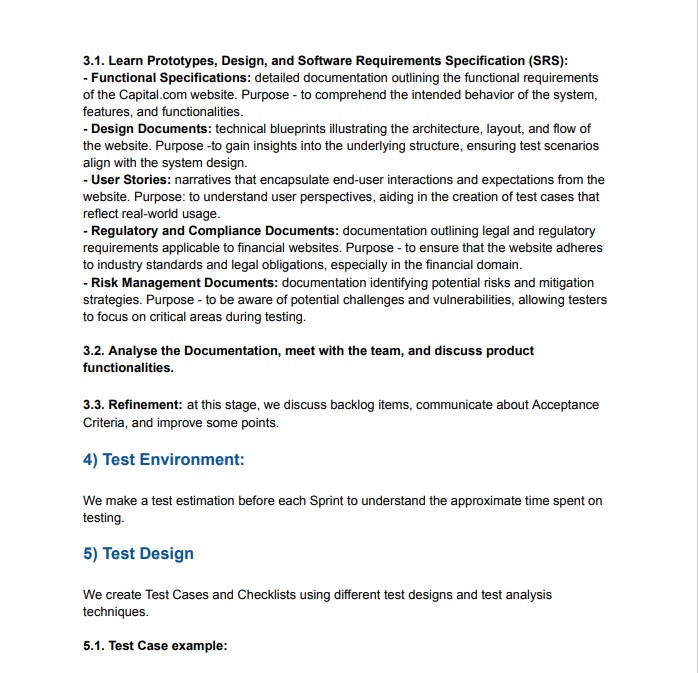 3.1. Learn Prototypes, Design, and Software Requirements Specification (SRS):
- Functional Specifications: detailed documentation outlining the functional requirements
of the Capital.com website. Purpose - to comprehend the intended behavior of the system,
features, and functionalities.
- Design Documents: technical blueprints illustrating the architecture, layout, and flow of
the website. Purpose -to gain insights into the underlying structure, ensuring test scenarios
align with the system design.
- User Stories: narratives that encapsulate end-user interactions and expectations from the
website. Purpose: to understand user perspectives, aiding in the creation of test cases that
reflect real-world usage.
- Regulatory and Compliance Documents: documentation outlining legal and regulatory
requirements applicable to financial websites. Purpose - to ensure that the website adheres
to industry standards and legal obligations, especially in the financial domain.
- Risk Management Documents: documentation identifying potential risks and mitigation
strategies. Purpose - to be aware of potential challenges and vulnerabilities, allowing testers
to focus on critical areas during testing.
3.2. Analyse the Documentation, meet with the team, and discuss product
functionalities.
3.3. Refinement: at this stage, we discuss backlog items, communicate about Acceptance
Criteria, and improve some points.
4) Test Environment:
We make a test estimation before each Sprint to understand the approximate time spent on
testing.
5) Test Design
We create Test Cases and Checklists using different test designs and test analysis
techniques.
5.1. Test Case example: